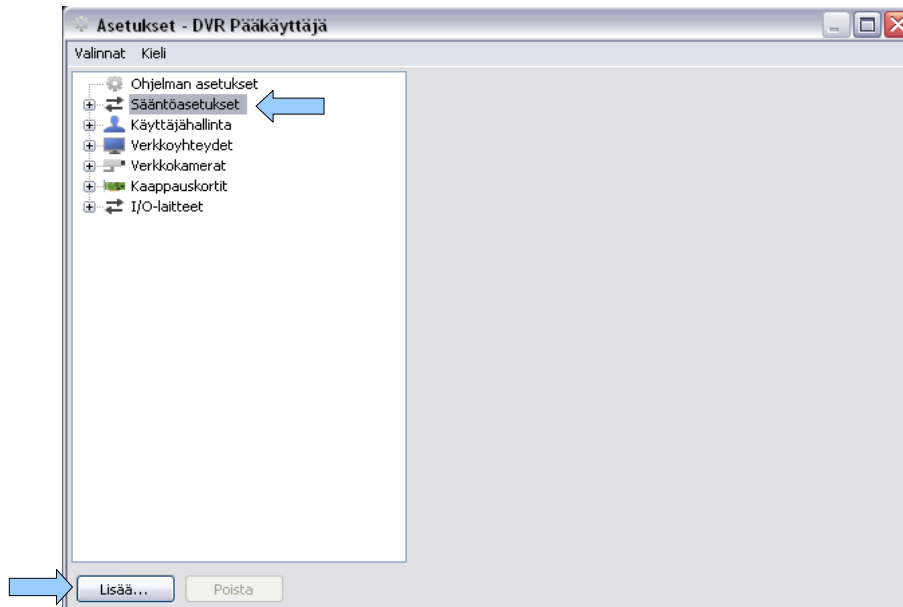 Asetukset - DVR Pääkäyttäjä
Valinnat Kieli
Ohjelman asetukset
Sääntöasetukset
Käyttäjähallinta
Verkkoyhteydet
Verkkokamerat
Kaappauskortit
I/O-laitteet
Lisää... Poista